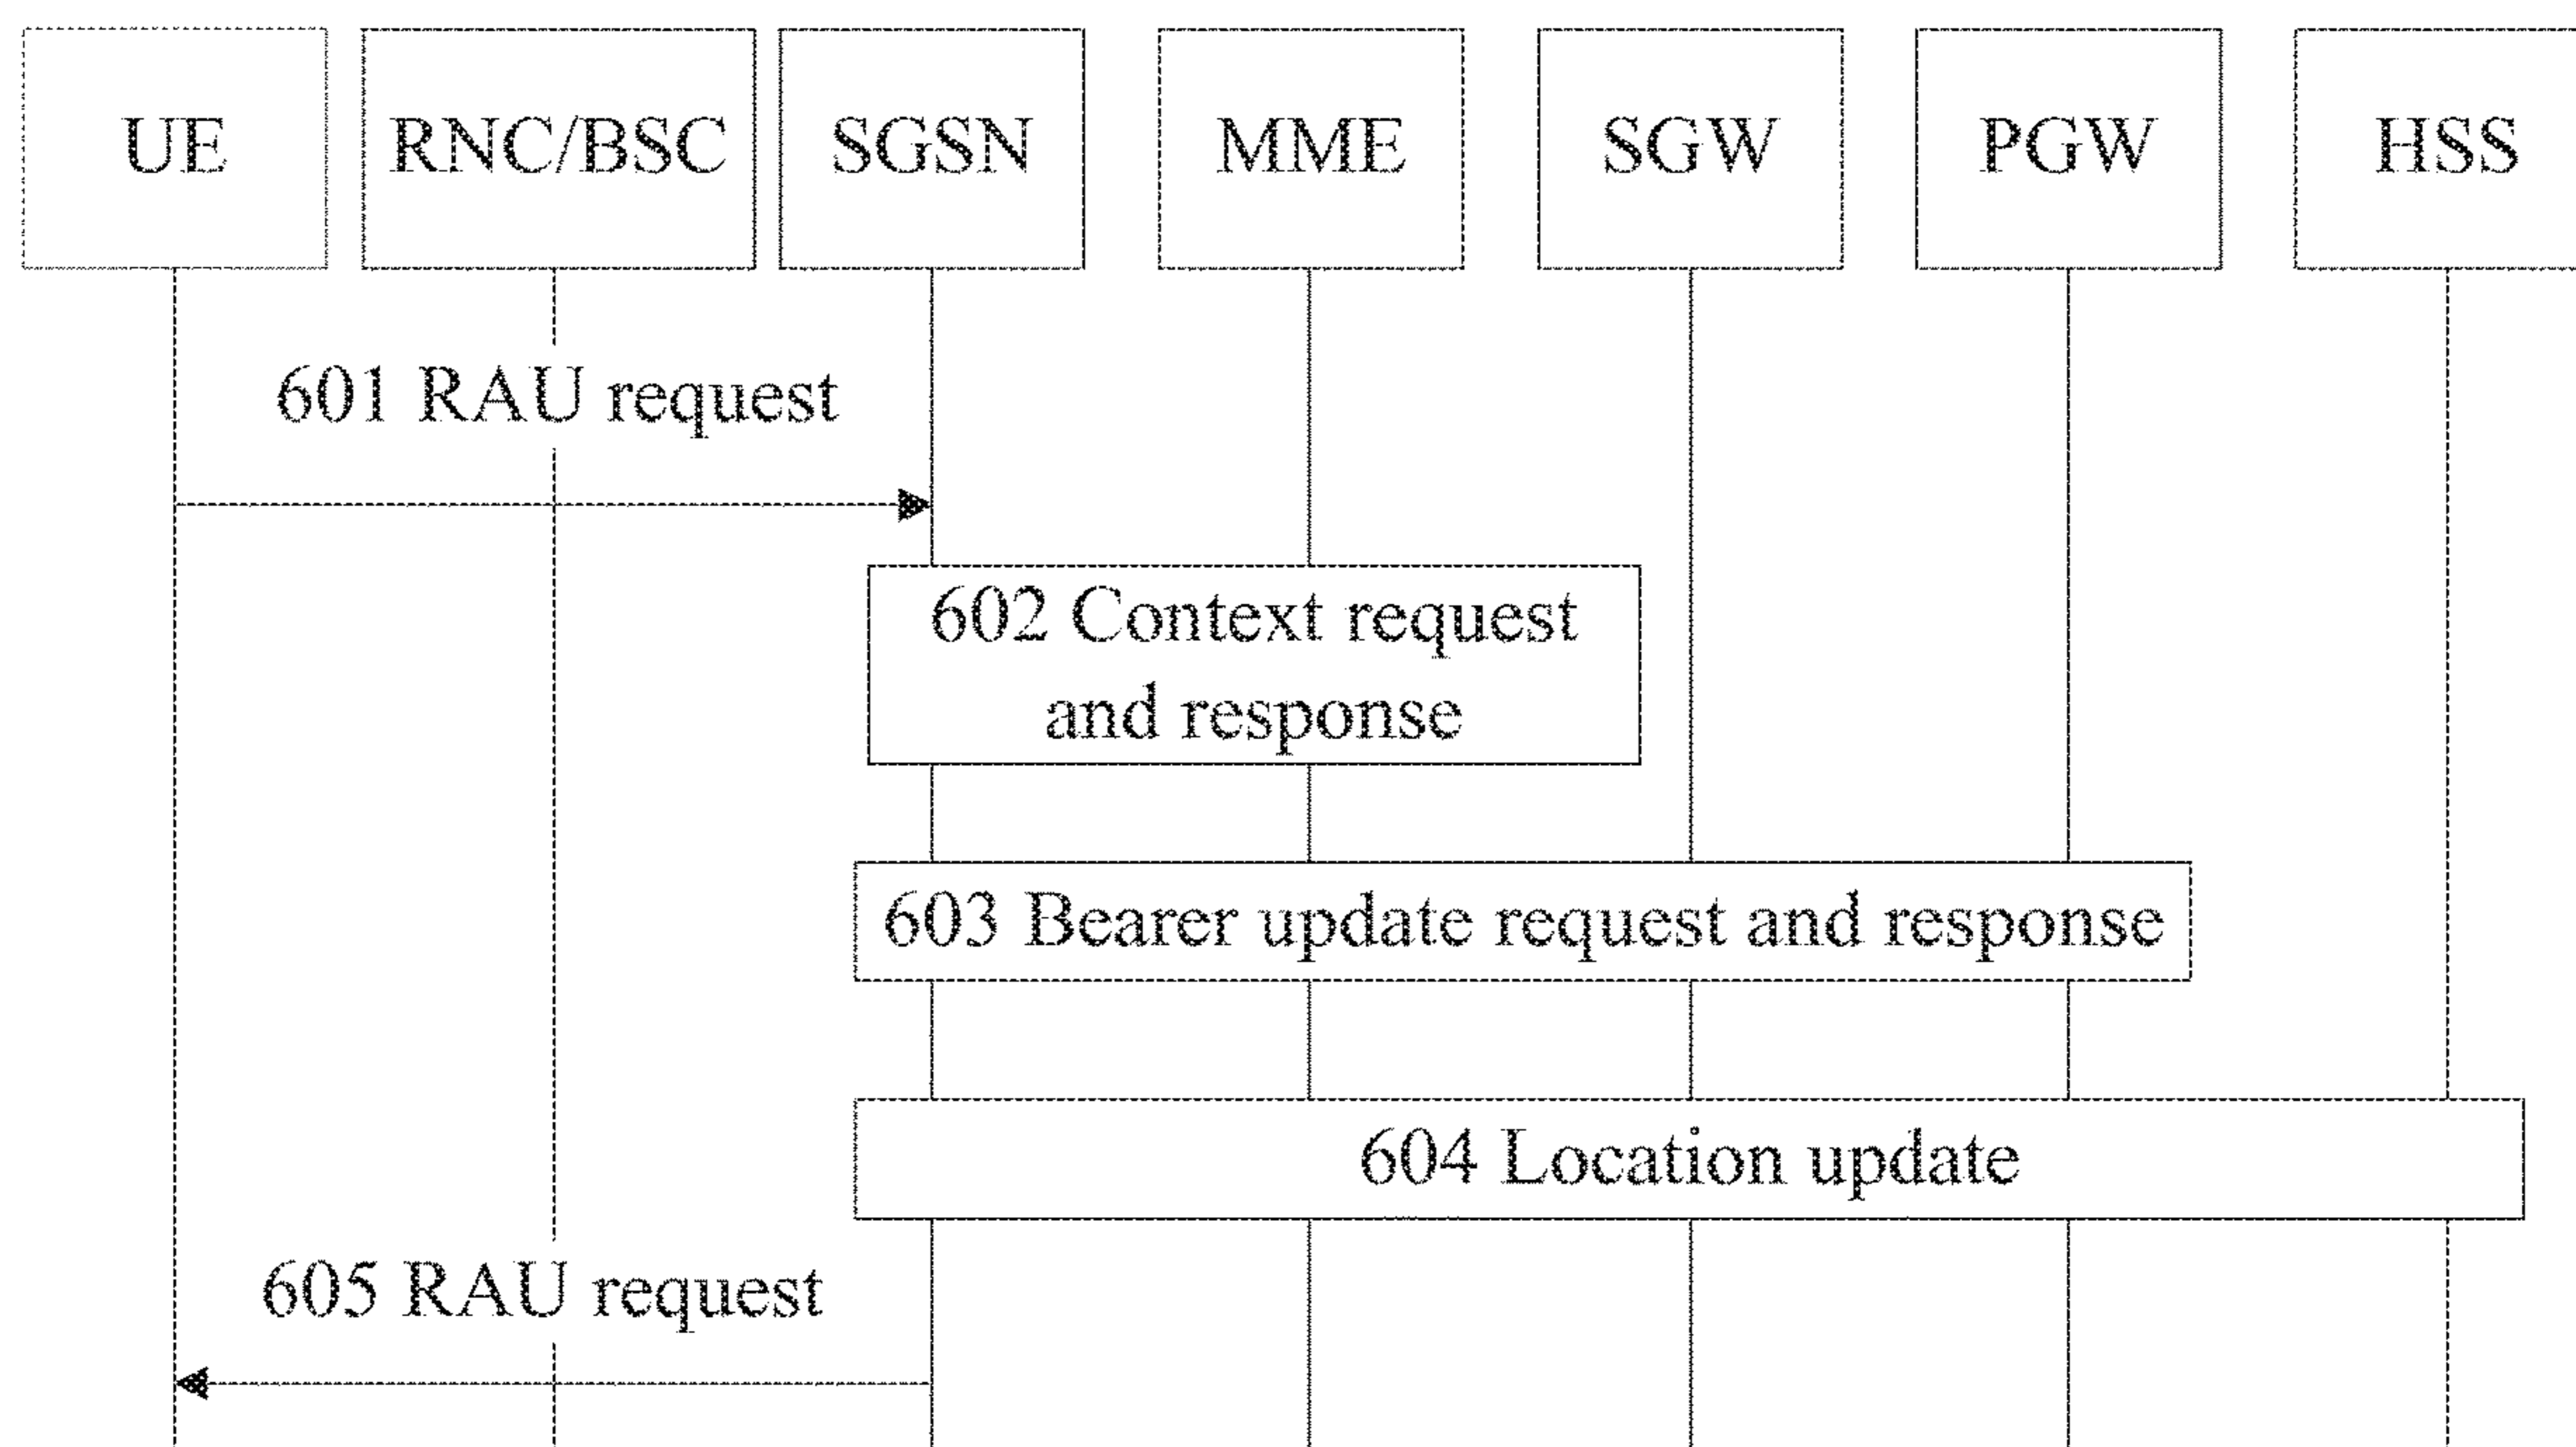 UE RNC/BSC SGSN MME SGW PGW HSS
601 RAU request
602 Context request
and response
603 Bearer update request and response
604 Location update
605 RAU request